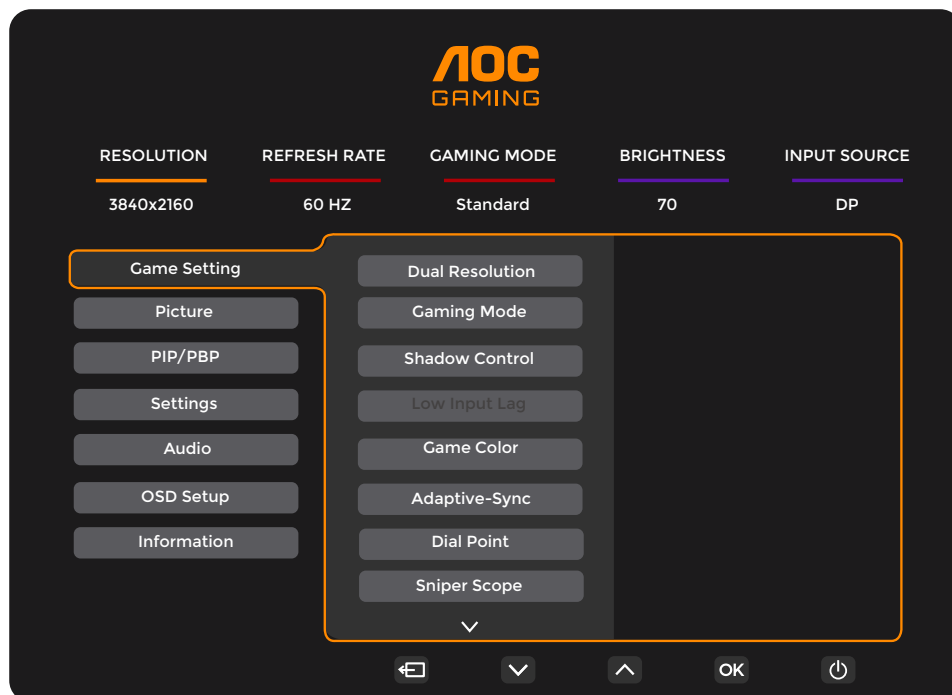 AOC
GAMING
RESOLUTION REFRESH RATE GAMING MODE BRIGHTNESS INPUT SOURCE
3840x2160 60 HZ Standard 70 DP
Game Setting
Picture
PIP/PBP
Settings
Audio
OSD Setup
Information
Dual Resolution
Gaming Mode
Shadow Control
Low Input Lag
Game Color
Adaptive-Sync
Dial Point
Sniper Scope
OK